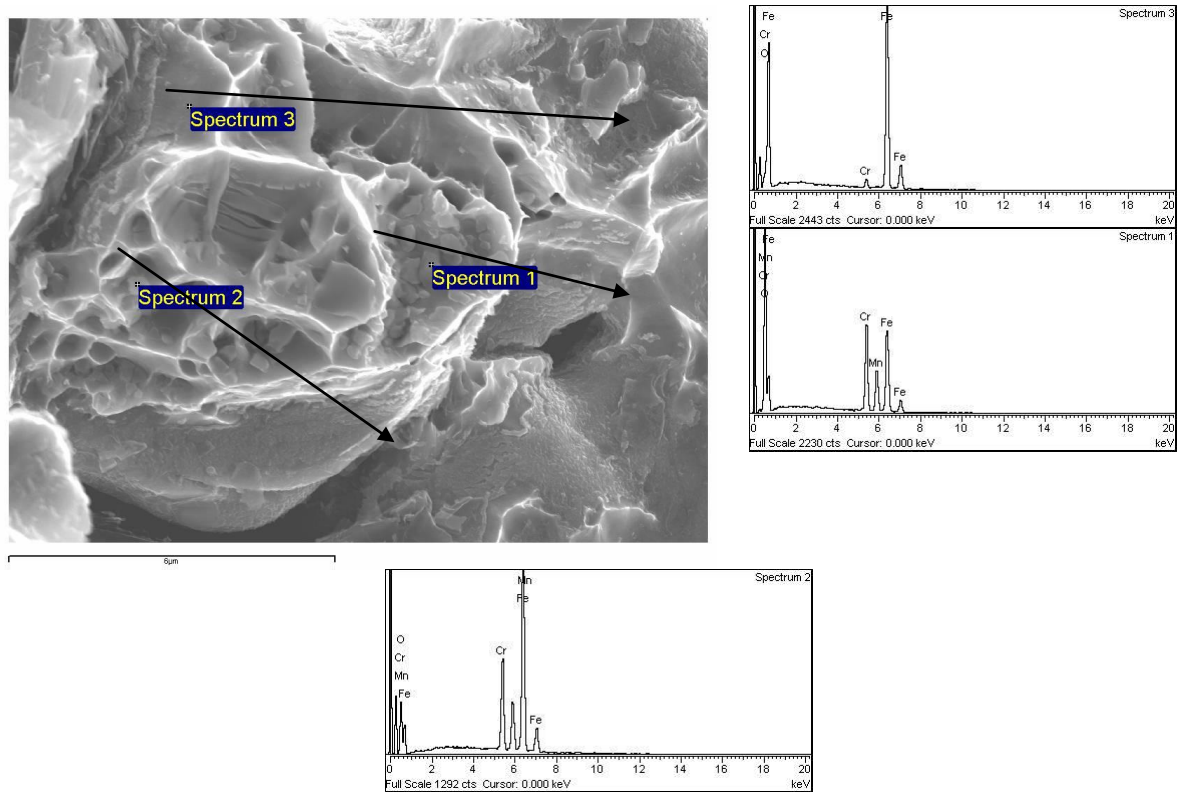 Spectrum 3
Spectrum 1
Spectrum 2
6µm
Spectrum 3
Fe
Fe
Cr
O
Cr
Fe
0 2 4 6 8 10 12 14 16 18 20
Full Scale 2443 cts Cursor: 0.000 keV
keV
Spectrum 1
Fe
Mn
Cr
O
Cr
Fe
Mn
Fe
0 2 4 6 8 10 12 14 16 18 20
Full Scale 2230 cts Cursor: 0.000 keV
keV
Spectrum 2
Mn
Fe
O
Cr
Cr
Mn
Fe
Fe
0 2 4 6 8 10 12 14 16 18 20
Full Scale 1292 cts Cursor: 0.000 keV
keV